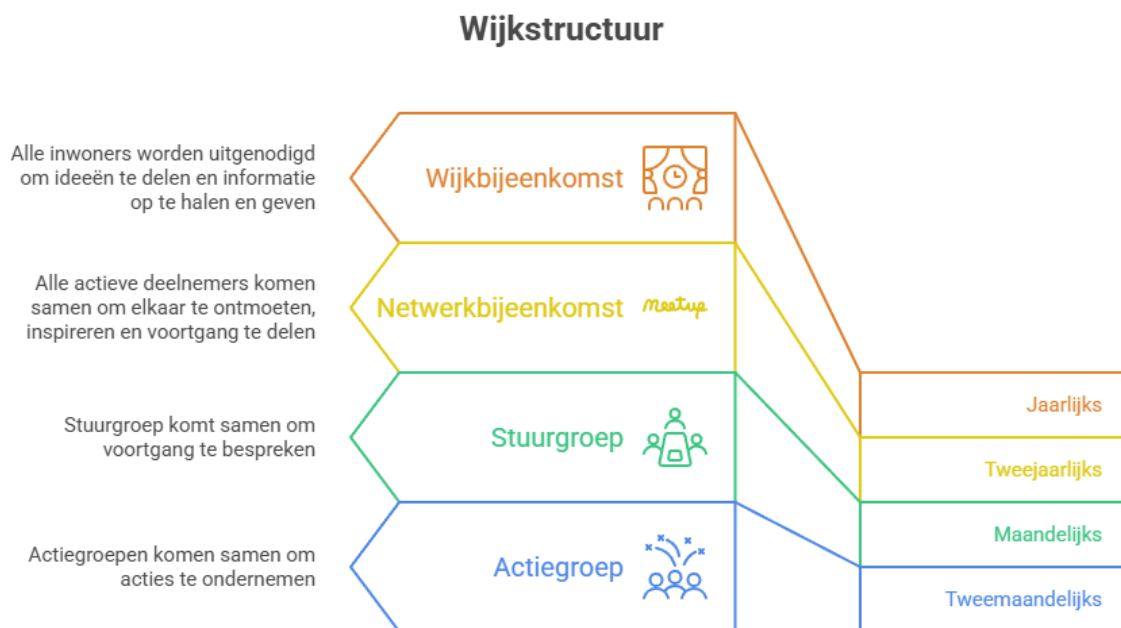 Wijkstructuur
Alle inwoners worden uitgenodigd
om ideeën te delen en informatie
op te halen en geven
Wijkbijeenkomst
Alle actieve deelnemers komen
samen om elkaar te ontmoeten,
inspireren en voortgang te delen
Netwerkbijeenkomst
meetup
Stuurgroep komt samen om
voortgang te bespreken
Stuurgroep
Actiegroepen komen samen om
acties te ondernemen
Actiegroep
Jaarlijks
Tweejaarlijks
Maandelijks
Tweemaandelijks